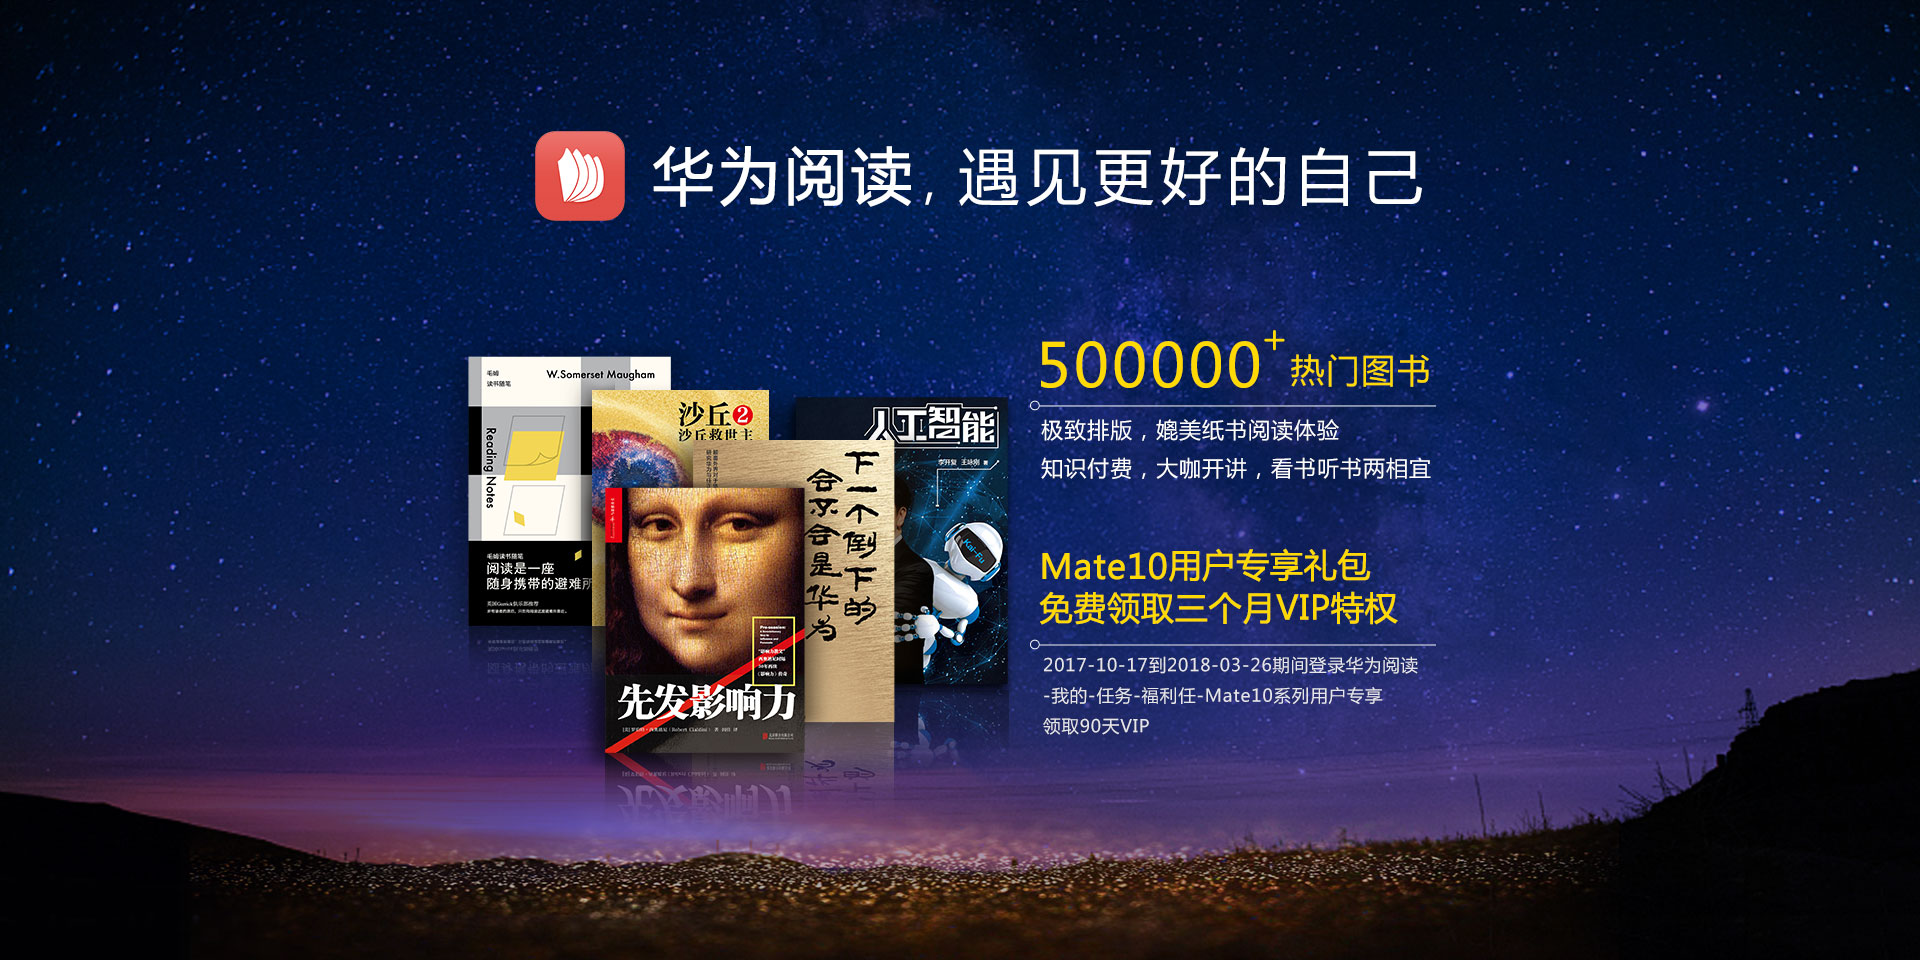 华为阅读, 遇见更好的自己
500000+热门图书
极致排版，媲美纸书阅读体验
知识付费，大咖开讲，看书听书两相宜
Mate10用户专享礼包
免费领取三个月VIP特权
2017-10-17到2018-03-26期间登录华为阅读
-我的-任务-福利任-Mate10系列用户专享
领取90天VIP
毛姆
读书随笔
W.Somerset Maugham
Reading Notes
毛姆读书随笔
阅读是一座
随身携带的避难所
沙丘2
沙丘救世主
下一个倒下的
会不会是华为
人工智能
李开复 王咏刚 著
Kai-Fu
Pre-suasion
先发影响力